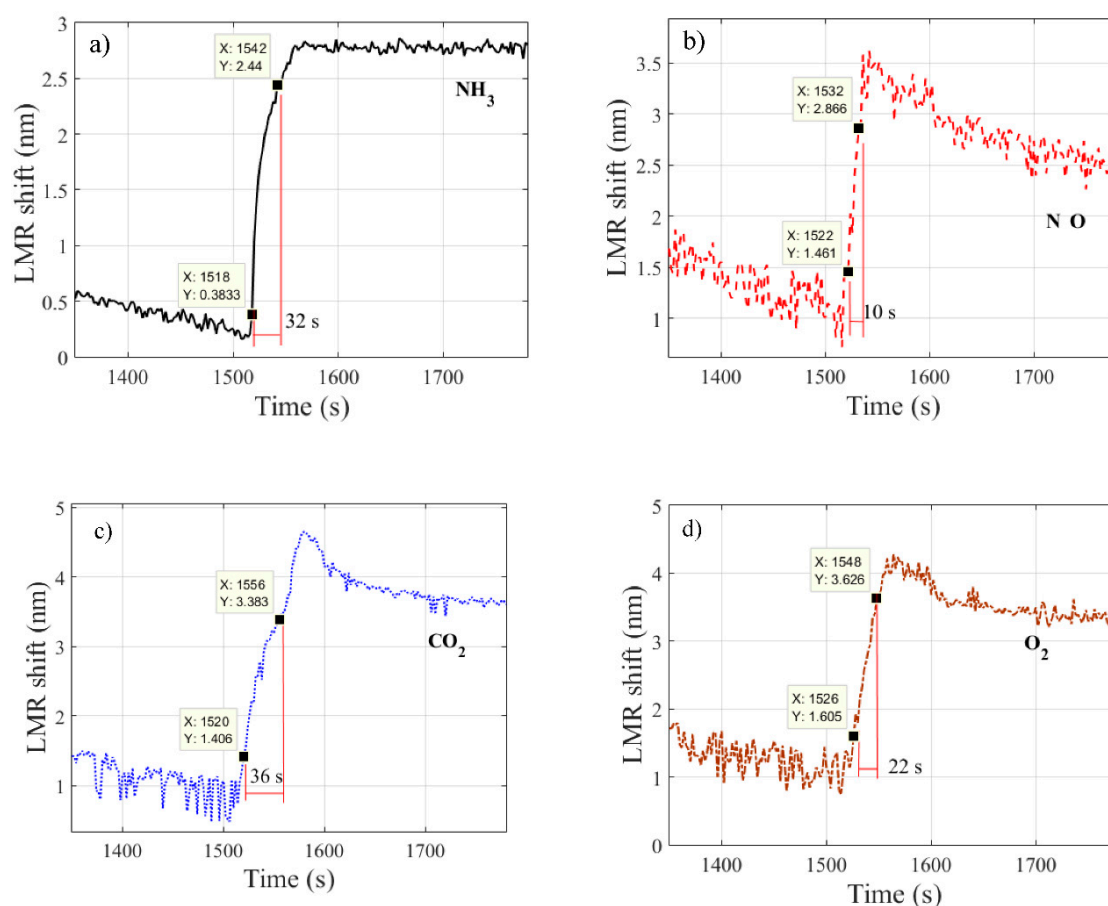 a)
3
2.5
2
1.5
1
0.5
0
LMR shift (nm)
X: 1542
Y: 2.44
NH3
X: 1518
Y: 0.3833
32 s
1400 1500 1600 1700
Time (s)
b)
3.5
3
2.5
2
1.5
1
LMR shift (nm)
X: 1532
Y: 2.866
X: 1522
Y: 1.461
N O
10 s
1400 1500 1600 1700
Time (s)
c)
5
4
3
2
1
LMR shift (nm)
X: 1556
Y: 3.383
CO2
X: 1520
Y: 1.406
36 s
1400 1500 1600 1700
Time (s)
d)
5
4
3
2
1
0
LMR shift (nm)
X: 1548
Y: 3.626
O2
X: 1526
Y: 1.605
22 s
1400 1500 1600 1700
Time (s)